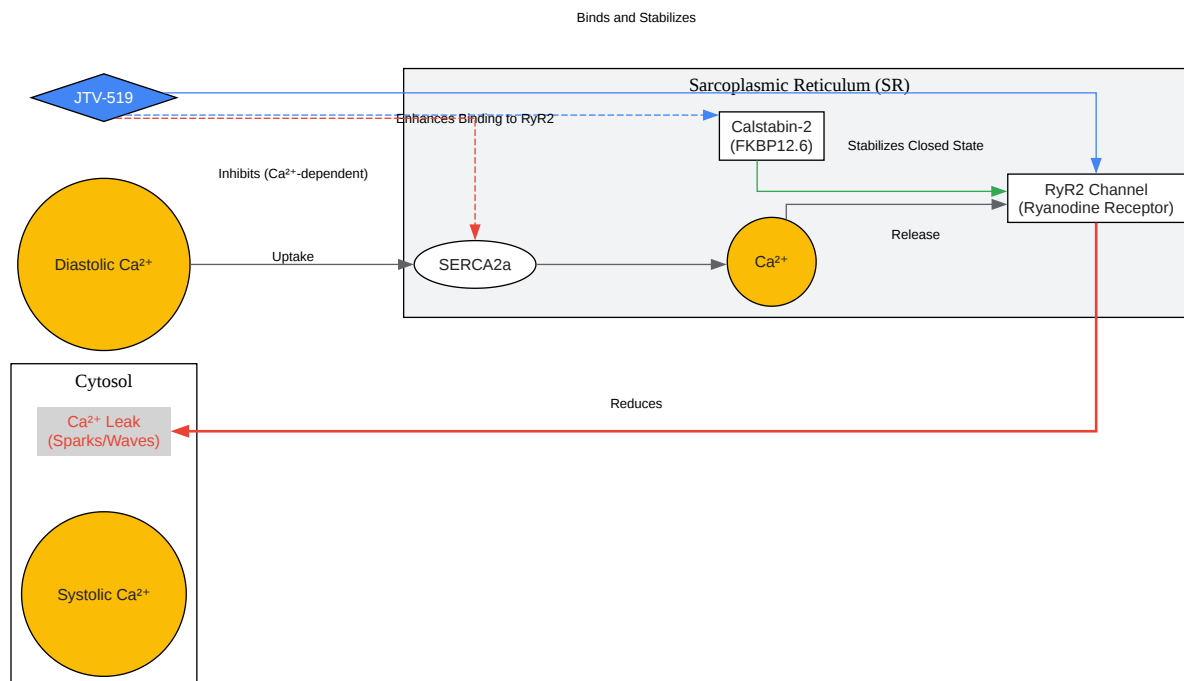 Binds and Stabilizes
Sarcoplasmic Reticulum (SR)
JTV-519
Enhances Binding to RyR2
Calstabin-2
(FKBP12.6)
Stabilizes Closed State
Inhibits (Ca²⁺-dependent)
RyR2 Channel
(Ryanodine Receptor)
Release
Diastolic Ca²⁺
Uptake
SERCA2a
Ca²⁺
Cytosol
Reduces
Ca²⁺ Leak
(Sparks/Waves)
Systolic Ca²⁺